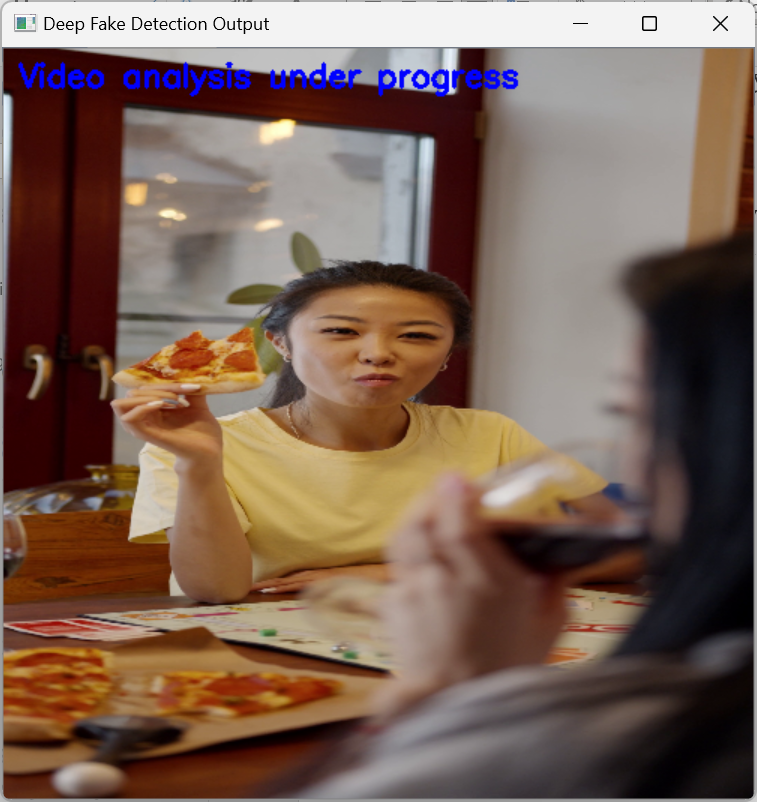 Deep Fake Detection Output
Video analysis under progress